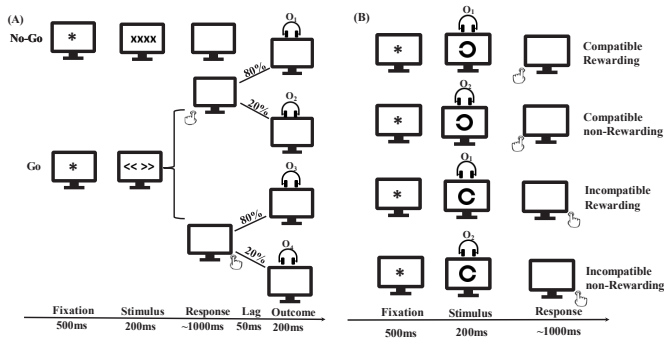 (A)
No-Go
*
xxxx
O1
80%
20%
O2
Go
*
<< >>
O3
80%
20%
O4
Fixation Stimulus Response Lag Outcome
500ms 200ms ~1000ms 50ms 200ms
(B)
O1
*
Compatible
Rewarding
O2
*
Compatible
non-Rewarding
O1
*
Incompatible
Rewarding
O2
*
Incompatible
non-Rewarding
Fixation Stimulus Response
500ms 200ms ~1000ms